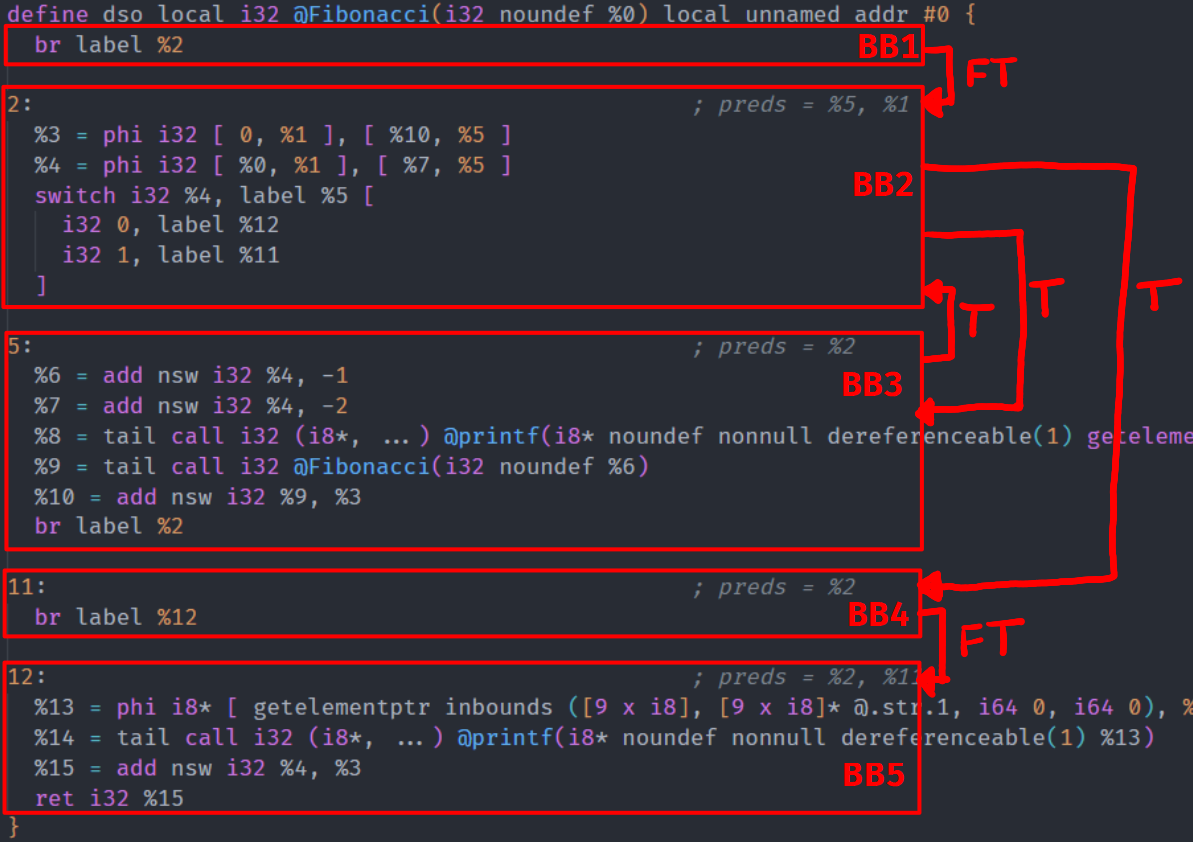 define dso local i32 @Fibonacci(i32 noundef %0) local unnamed addr #0 {
br label %2 BB1
FT
2: ; preds = %5, %1
%3 = phi i32 [ 0, %1 ], [ %10, %5 ]
%4 = phi i32 [ %0, %1 ], [ %7, %5 ]
BB2
switch i32 %4, label %5 [
i32 0, label %12
i32 1, label %11
]
T
T
T
5: ; preds = %2
%6 = add nsw i32 %4, -1
BB3
%7 = add nsw i32 %4, -2
%8 = tail call i32 (i8*, ...) @printf(i8* noundef nonnull dereferenceable(1) geteleme
%9 = tail call i32 @Fibonacci(i32 noundef %6)
%10 = add nsw i32 %9, %3
br label %2
11: ; preds = %2
br label %12 BB4
FT
12: ; preds = %2, %11
%13 = phi i8* [ getelementptr inbounds ([9 x i8], [9 x i8]* @.str.1, i64 0, i64 0), %
%14 = tail call i32 (i8*, ...) @printf(i8* noundef nonnull dereferenceable(1) %13)
%15 = add nsw i32 %4, %3 BB5
ret i32 %15
}